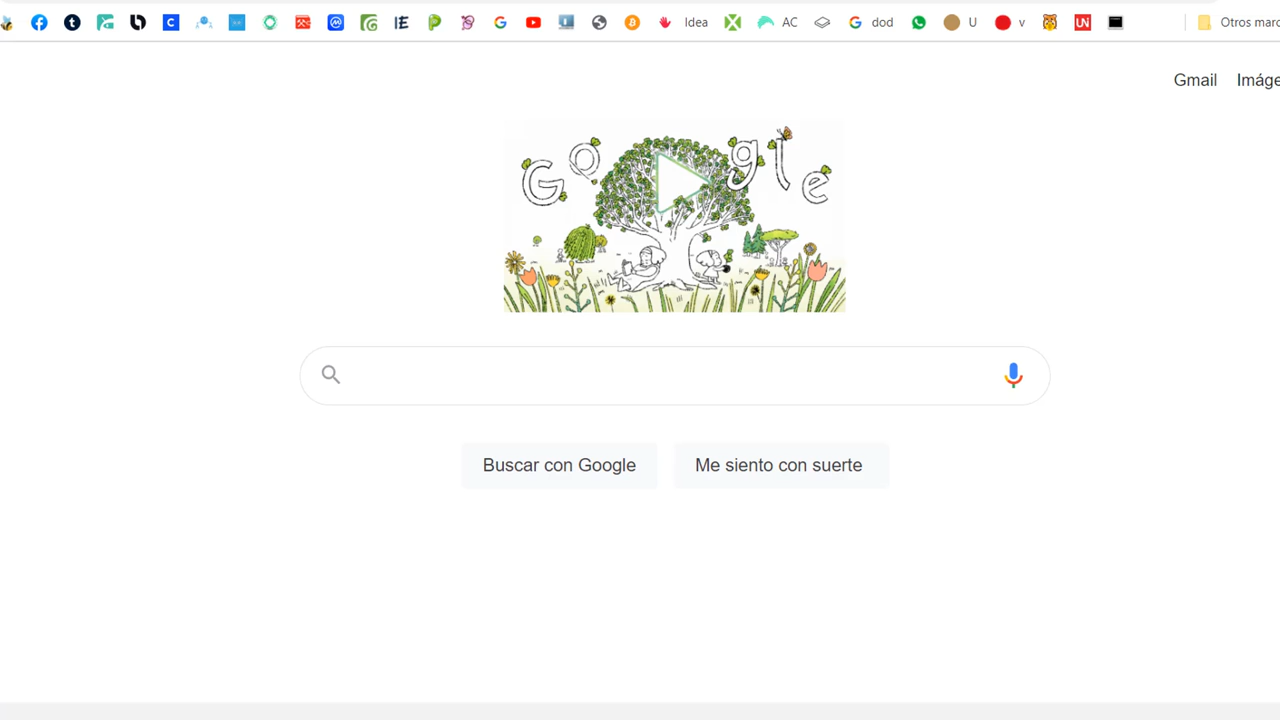 Idea AC dod U v Otros marc
Gmail Imáge
Google
Buscar con Google Me siento con suerte